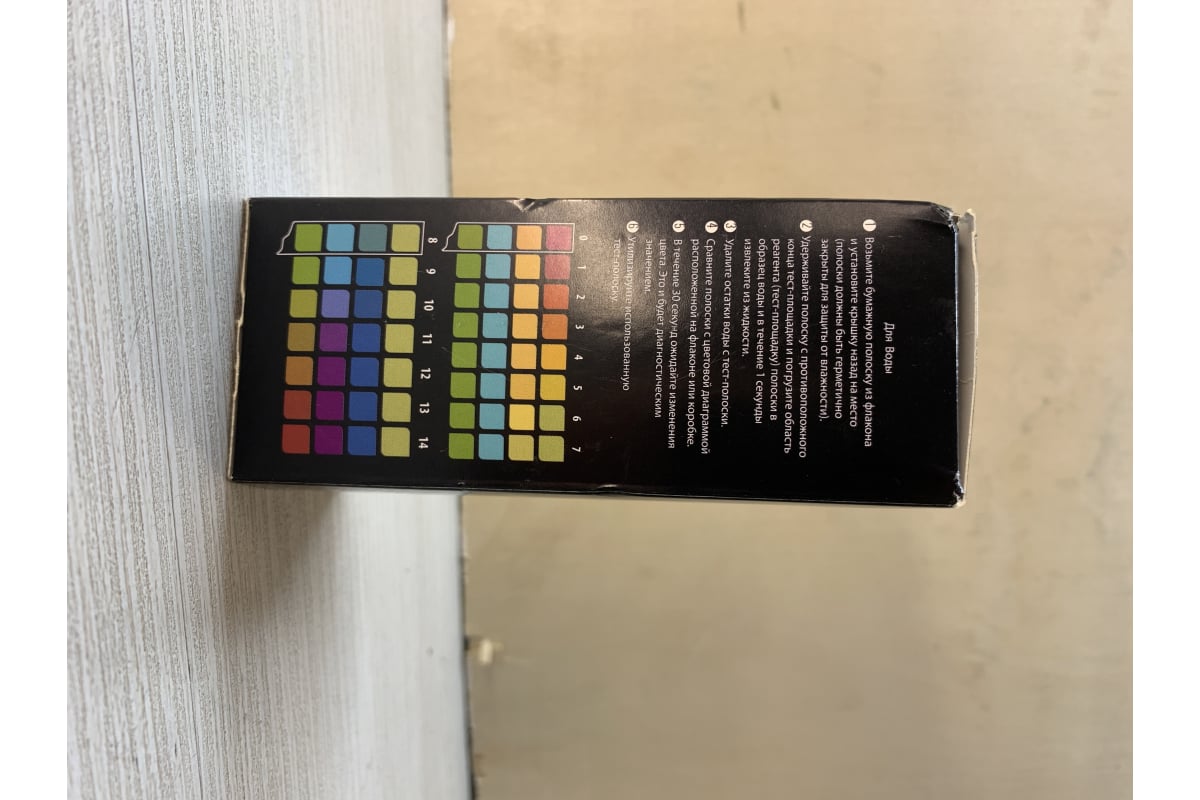 Для Воды
1 Возьмите бумажную полоску из флакона
и установите крышку назад на место
(полоски должны быть герметично
закрыты для защиты от влажности).
2 Удерживайте полоску с противоположного
конца тест-площадки и погрузите область
реагента (тест-площадку) полоски в
образец воды и в течение 1 секунды
извлеките из жидкости.
3 Удалите остатки воды с тест-полоски.
4 Сравните полоски с цветовой диаграммой
расположенной на флаконе или коробке.
5 В течение 30 секунд ожидайте изменения
цвета. Это и будет диагностическим
значением.
6 Утилизируйте использованную
тест-полоску.
0 1 2 3 4 5 6 7
8 9 10 11 12 13 14